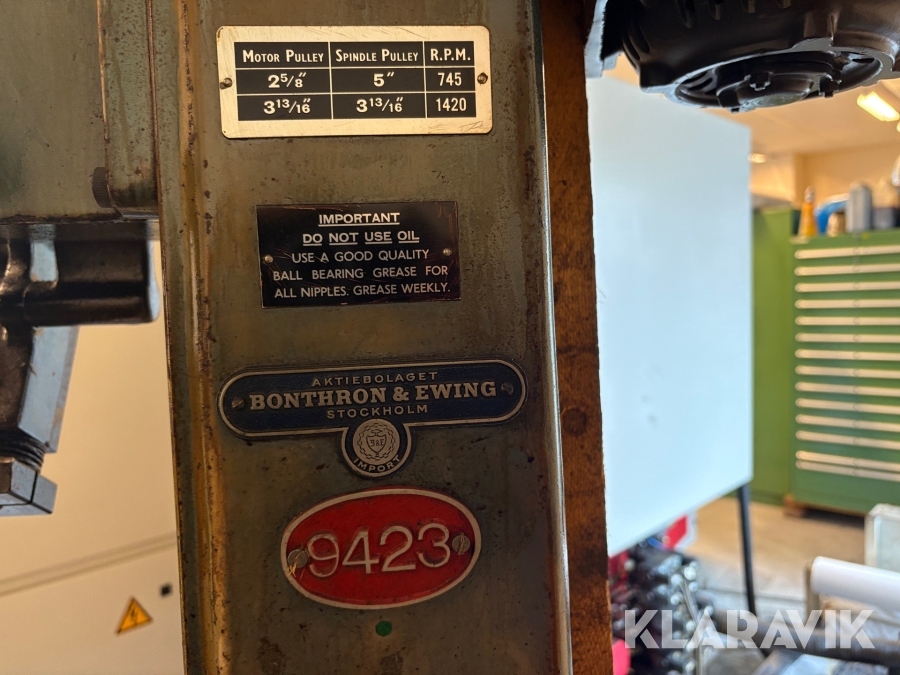 MOTOR PULLEY SPINDLE PULLEY R.P.M.
2 5/8" 5" 745
3 13/16" 3 13/16" 1420
IMPORTANT
DO NOT USE OIL
USE A GOOD QUALITY
BALL BEARING GREASE FOR
ALL NIPPLES. GREASE WEEKLY.
AKTIEBOLAGET
BONTHRON & EWING
STOCKHOLM
B&E
IMPORT
9423
KLARAVIK